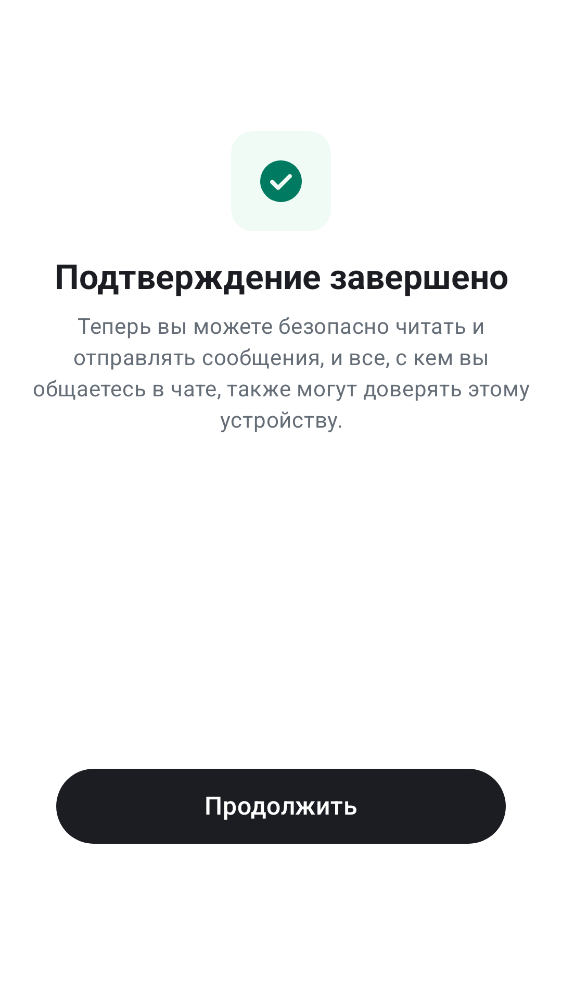 Подтверждение завершено
Теперь вы можете безопасно читать и
отправлять сообщения, и все, с кем вы
общаетесь в чате, также могут доверять этому
устройству.
Продолжить